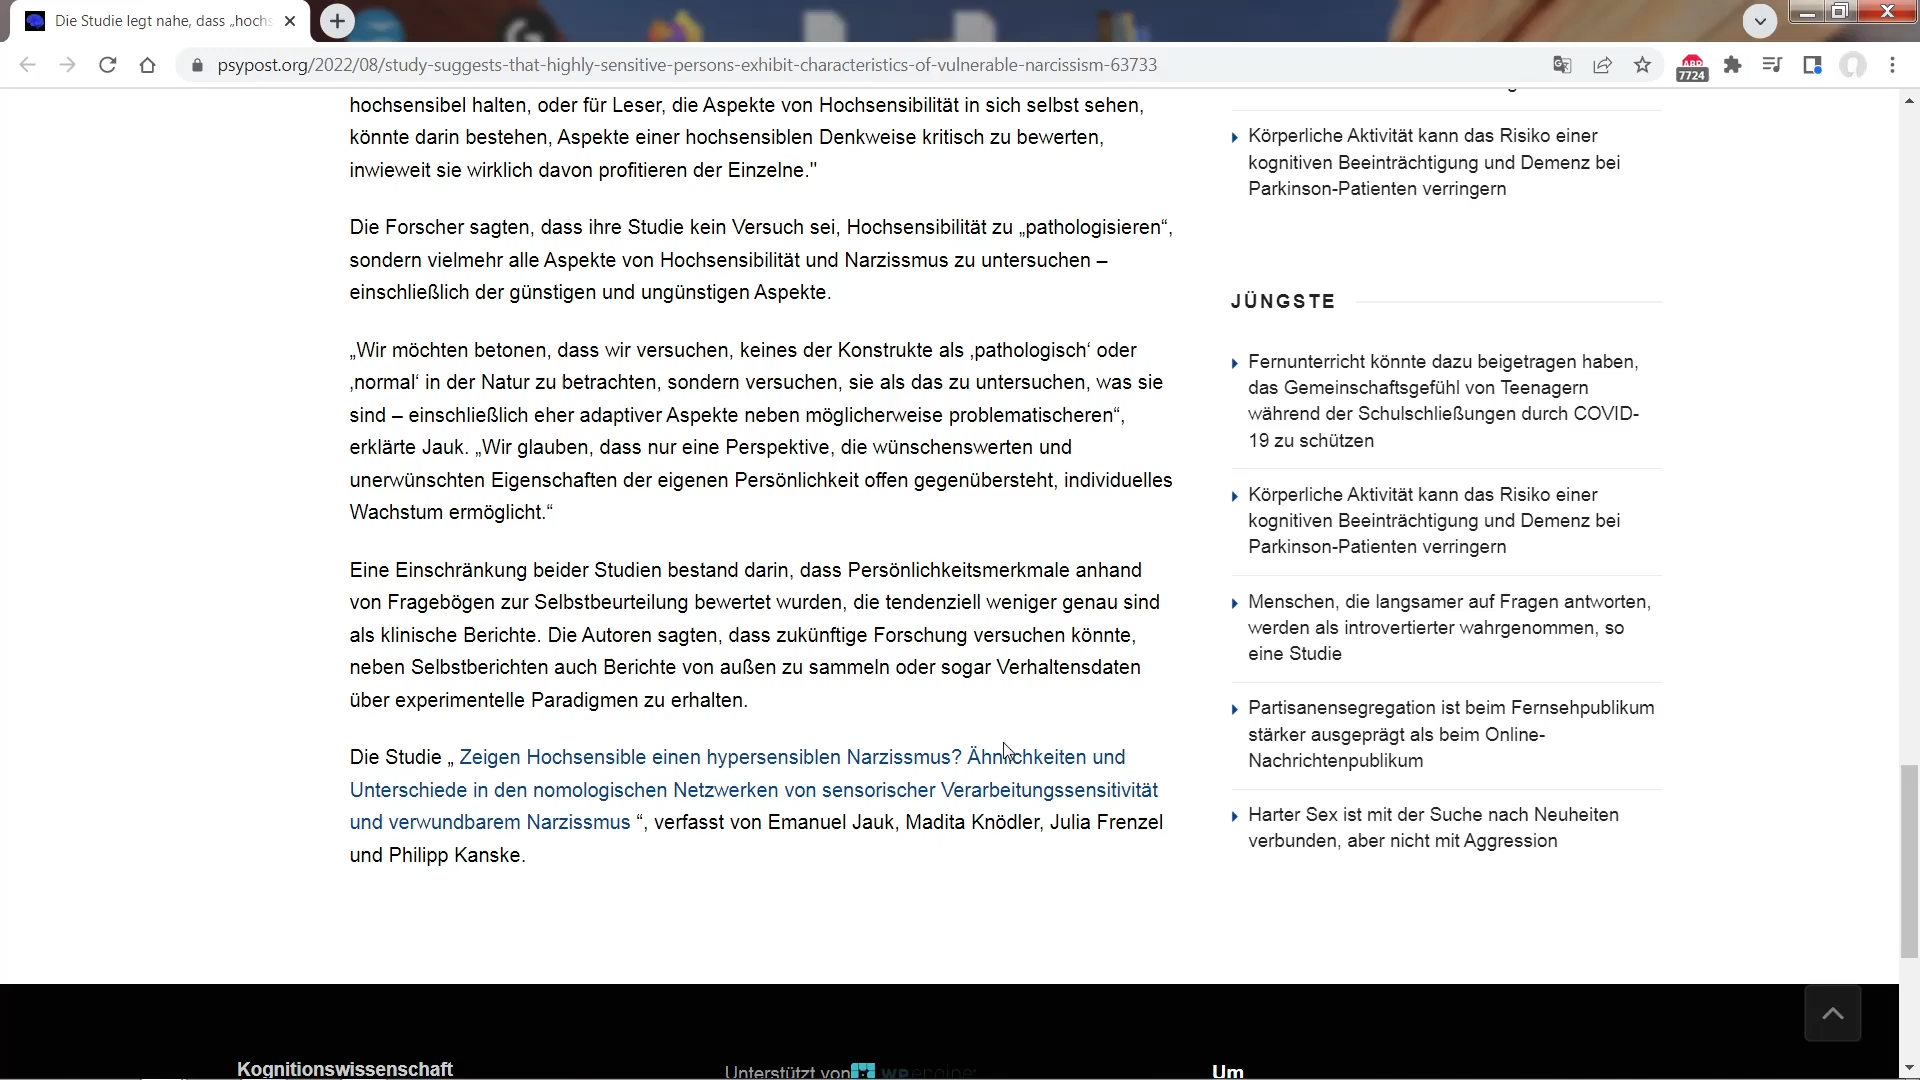 Die Studie legt nahe, dass „hochs
psypost.org/2022/08/study-suggests-that-highly-sensitive-persons-exhibit-characteristics-of-vulnerable-narcissism-63733
ABP
7724
hochsensibel halten, oder für Leser, die Aspekte von Hochsensibilität in sich selbst sehen,
könnte darin bestehen, Aspekte einer hochsensiblen Denkweise kritisch zu bewerten,
inwieweit sie wirklich davon profitieren der Einzelne."
Die Forscher sagten, dass ihre Studie kein Versuch sei, Hochsensibilität zu „pathologisieren“,
sondern vielmehr alle Aspekte von Hochsensibilität und Narzissmus zu untersuchen –
einschließlich der günstigen und ungünstigen Aspekte.
„Wir möchten betonen, dass wir versuchen, keines der Konstrukte als ‚pathologisch‘ oder
‚normal‘ in der Natur zu betrachten, sondern versuchen, sie als das zu untersuchen, was sie
sind – einschließlich eher adaptiver Aspekte neben möglicherweise problematischeren“,
erklärte Jauk. „Wir glauben, dass nur eine Perspektive, die wünschenswerten und
unerwünschten Eigenschaften der eigenen Persönlichkeit offen gegenübersteht, individuelles
Wachstum ermöglicht.“
Eine Einschränkung beider Studien bestand darin, dass Persönlichkeitsmerkmale anhand
von Fragebögen zur Selbstbeurteilung bewertet wurden, die tendenziell weniger genau sind
als klinische Berichte. Die Autoren sagten, dass zukünftige Forschung versuchen könnte,
neben Selbstberichten auch Berichte von außen zu sammeln oder sogar Verhaltensdaten
über experimentelle Paradigmen zu erhalten.
Die Studie „ Zeigen Hochsensible einen hypersensiblen Narzissmus? Ähnlichkeiten und
Unterschiede in den nomologischen Netzwerken von sensorischer Verarbeitungssensitivität
und verwundbarem Narzissmus “, verfasst von Emanuel Jauk, Madita Knödler, Julia Frenzel
und Philipp Kanske.
Körperliche Aktivität kann das Risiko einer
kognitiven Beeinträchtigung und Demenz bei
Parkinson-Patienten verringern
JÜNGSTE
Fernunterricht könnte dazu beigetragen haben,
das Gemeinschaftsgefühl von Teenagern
während der Schulschließungen durch COVID-
19 zu schützen
Körperliche Aktivität kann das Risiko einer
kognitiven Beeinträchtigung und Demenz bei
Parkinson-Patienten verringern
Menschen, die langsamer auf Fragen antworten,
werden als introvertierter wahrgenommen, so
eine Studie
Partisanensegregation ist beim Fernsehpublikum
stärker ausgeprägt als beim Online-
Nachrichtenpublikum
Harter Sex ist mit der Suche nach Neuheiten
verbunden, aber nicht mit Aggression
Kognitionswissenschaft
Unterstützt von wpengine
Um